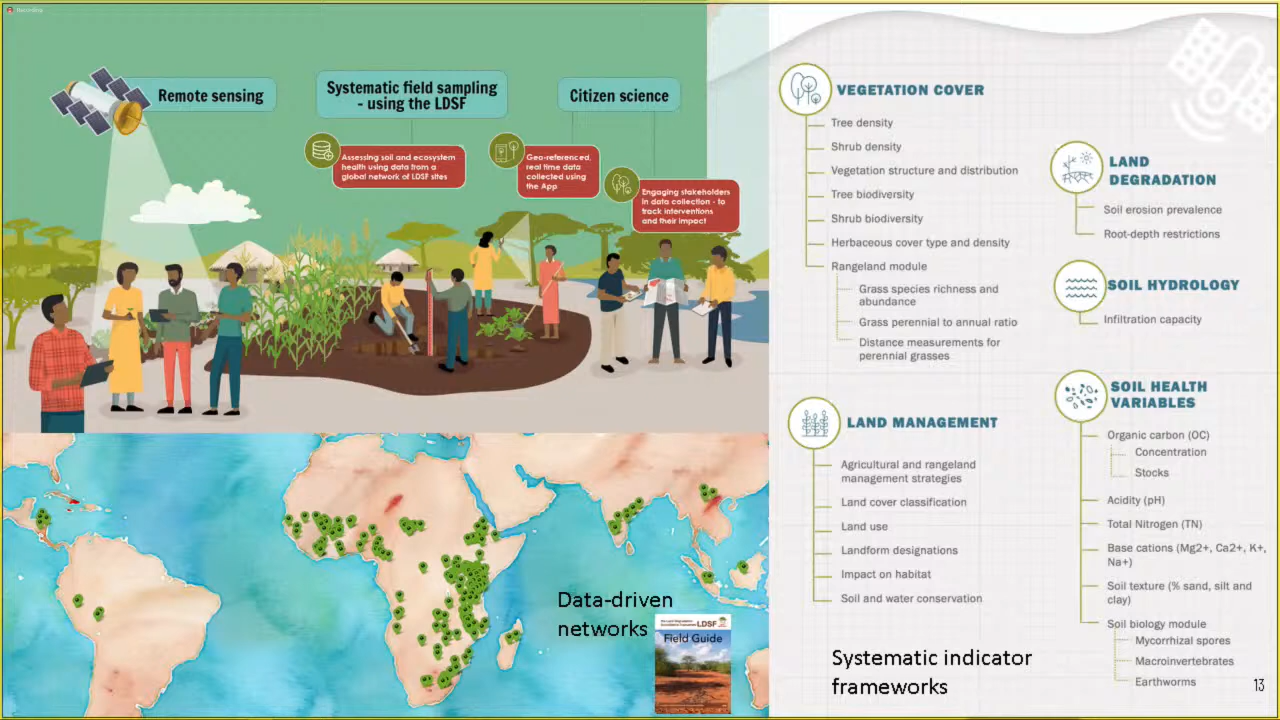 Recording
Remote sensing
Systematic field sampling
- using the LDSF
Citizen science
Assessing soil and ecosystem
health using data from a
global network of LDSF sites
Geo-referenced,
real time data
collected using
the App
Engaging stakeholders
in data collection - to
track interventions
and their impact
Data-driven
networks
LDSF
Field Guide
VEGETATION COVER
Tree density
Shrub density
Vegetation structure and distribution
Tree biodiversity
Shrub biodiversity
Herbaceous cover type and density
Rangeland module
Grass species richness and
abundance
Grass perennial to annual ratio
Distance measurements for
perennial grasses
LAND MANAGEMENT
Agricultural and rangeland
management strategies
Land cover classification
Land use
Landform designations
Impact on habitat
Soil and water conservation
Systematic indicator
frameworks
LAND
DEGRADATION
Soil erosion prevalence
Root-depth restrictions
SOIL HYDROLOGY
Infiltration capacity
SOIL HEALTH
VARIABLES
Organic carbon (OC)
Concentration
Stocks
Acidity (pH)
Total Nitrogen (TN)
Base cations (Mg2+, Ca2+, K+,
Na+)
Soil texture (% sand, silt and
clay)
Soil biology module
Mycorrhizal spores
Macroinvertebrates
Earthworms
13